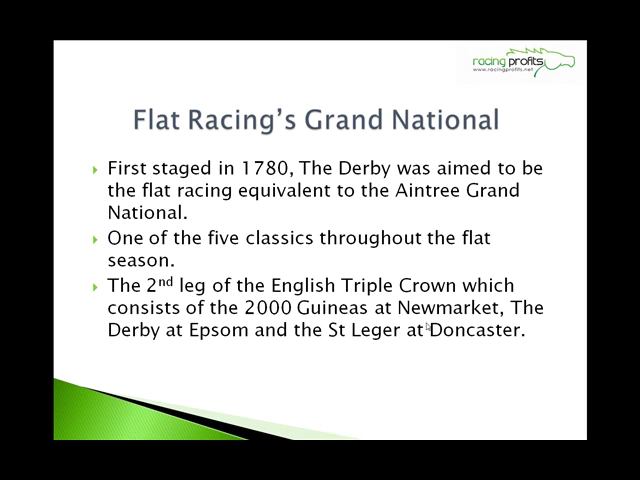 racing profits
www.racingprofits.net
Flat Racing's Grand National
First staged in 1780, The Derby was aimed to be
the flat racing equivalent to the Aintree Grand
National.
One of the five classics throughout the flat
season.
The 2nd leg of the English Triple Crown which
consists of the 2000 Guineas at Newmarket, The
Derby at Epsom and the St Leger at Doncaster.